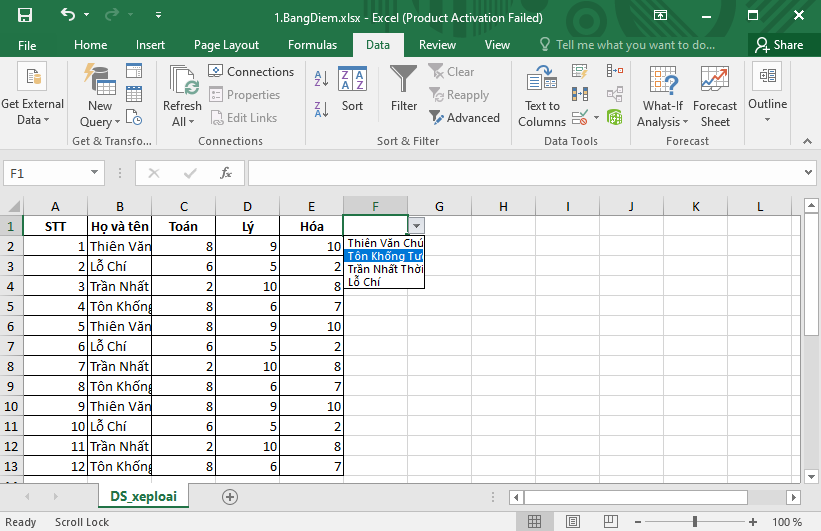 1.BangDiem.xlsx - Excel (Product Activation Failed)
File Home Insert Page Layout Formulas Data Review View Tell me what you want to do... Share
Get External Data
New Query
Get & Transfo...
Refresh All
Connections
Properties
Edit Links
Connections
Sort
Filter
Clear
Reapply
Advanced
Sort & Filter
Text to Columns
Data Tools
What-If Analysis
Forecast Sheet
Forecast
Outline
F1 fx
A B C D E F G H I J K L
1 STT Họ và tên Toán Lý Hóa
2 1 Thiên Văn 8 9 10
3 2 Lỗ Chí 6 5 2
4 3 Trần Nhất 2 10 8
5 4 Tôn Khống 8 6 7
6 5 Thiên Văn 8 9 10
7 6 Lỗ Chí 6 5 2
8 7 Trần Nhất 2 10 8
9 8 Tôn Khống 8 6 7
10 9 Thiên Văn 8 9 10
11 10 Lỗ Chí 6 5 2
12 11 Trần Nhất 2 10 8
13 12 Tôn Khống 8 6 7
Thiên Văn Chú
Tôn Khống Tư
Trần Nhất Thời
Lỗ Chí
DS_xeploai
Ready Scroll Lock 100 %